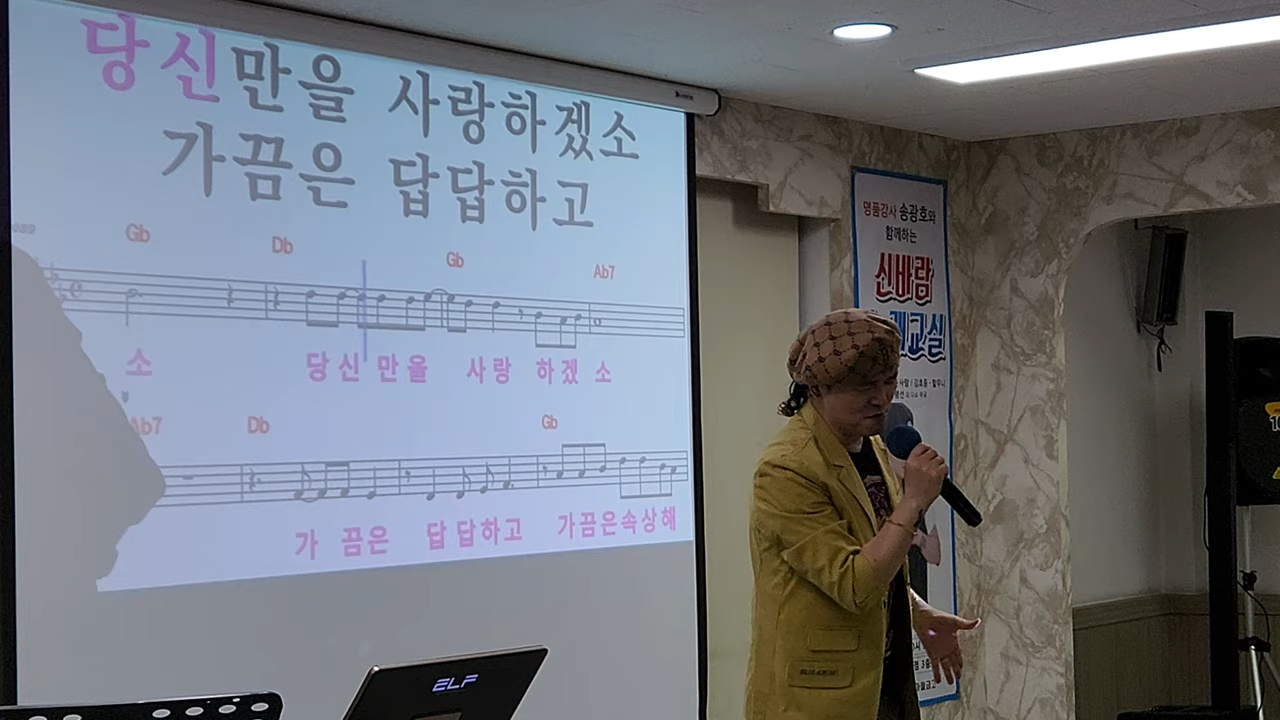 당신만을 사랑하겠소
가끔은 답답하고
Gb Db Gb Ab7
소 당신 만을 사랑 하겠 소
Ab7 Db Gb
가 끔은 답답하고 가끔은속상해
명품강사 송광호와
함께하는
신바람
교실
ELF